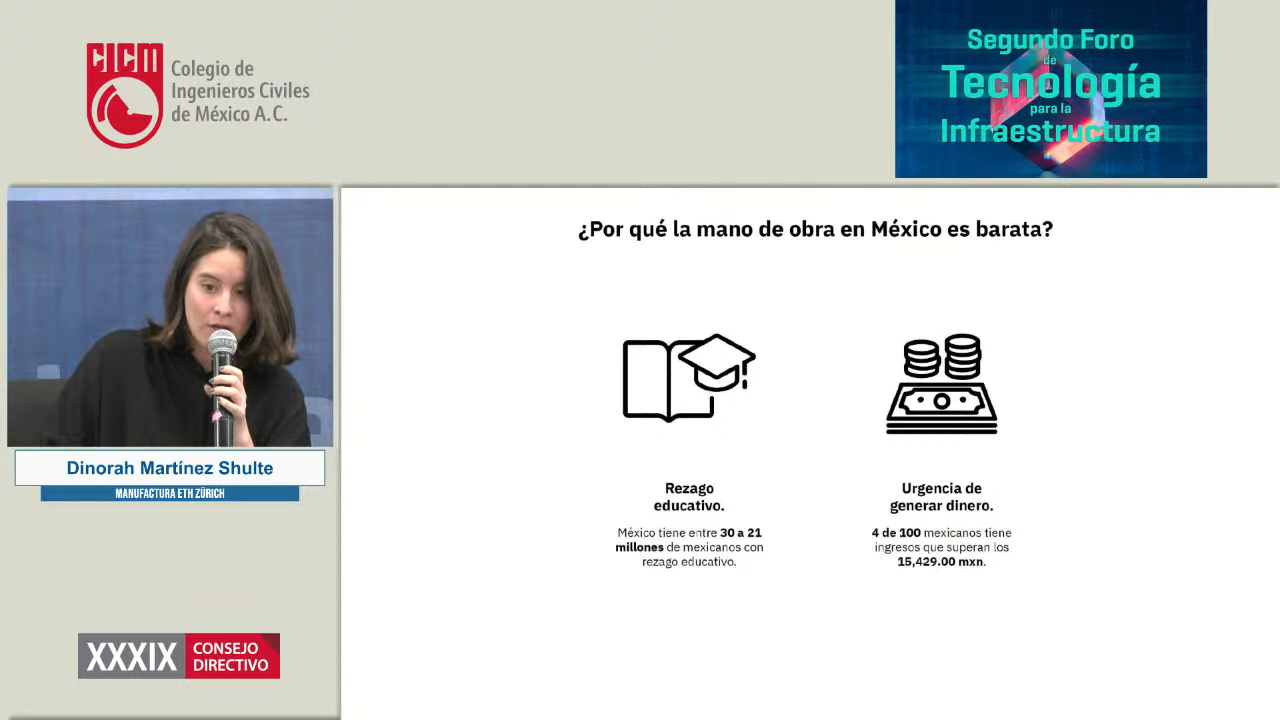 CICM
Colegio de
Ingenieros Civiles
de México A.C.
Segundo Foro
de
Tecnología
para la
Infraestructura
¿Por qué la mano de obra en México es barata?
Rezago
educativo.
México tiene entre 30 a 21
millones de mexicanos con
rezago educativo.
Urgencia de
generar dinero.
4 de 100 mexicanos tiene
ingresos que superan los
15,429.00 mxn.
Dinorah Martínez Shulte
MANUFACTURA ETH ZÜRICH
XXXIX
CONSEJO
DIRECTIVO